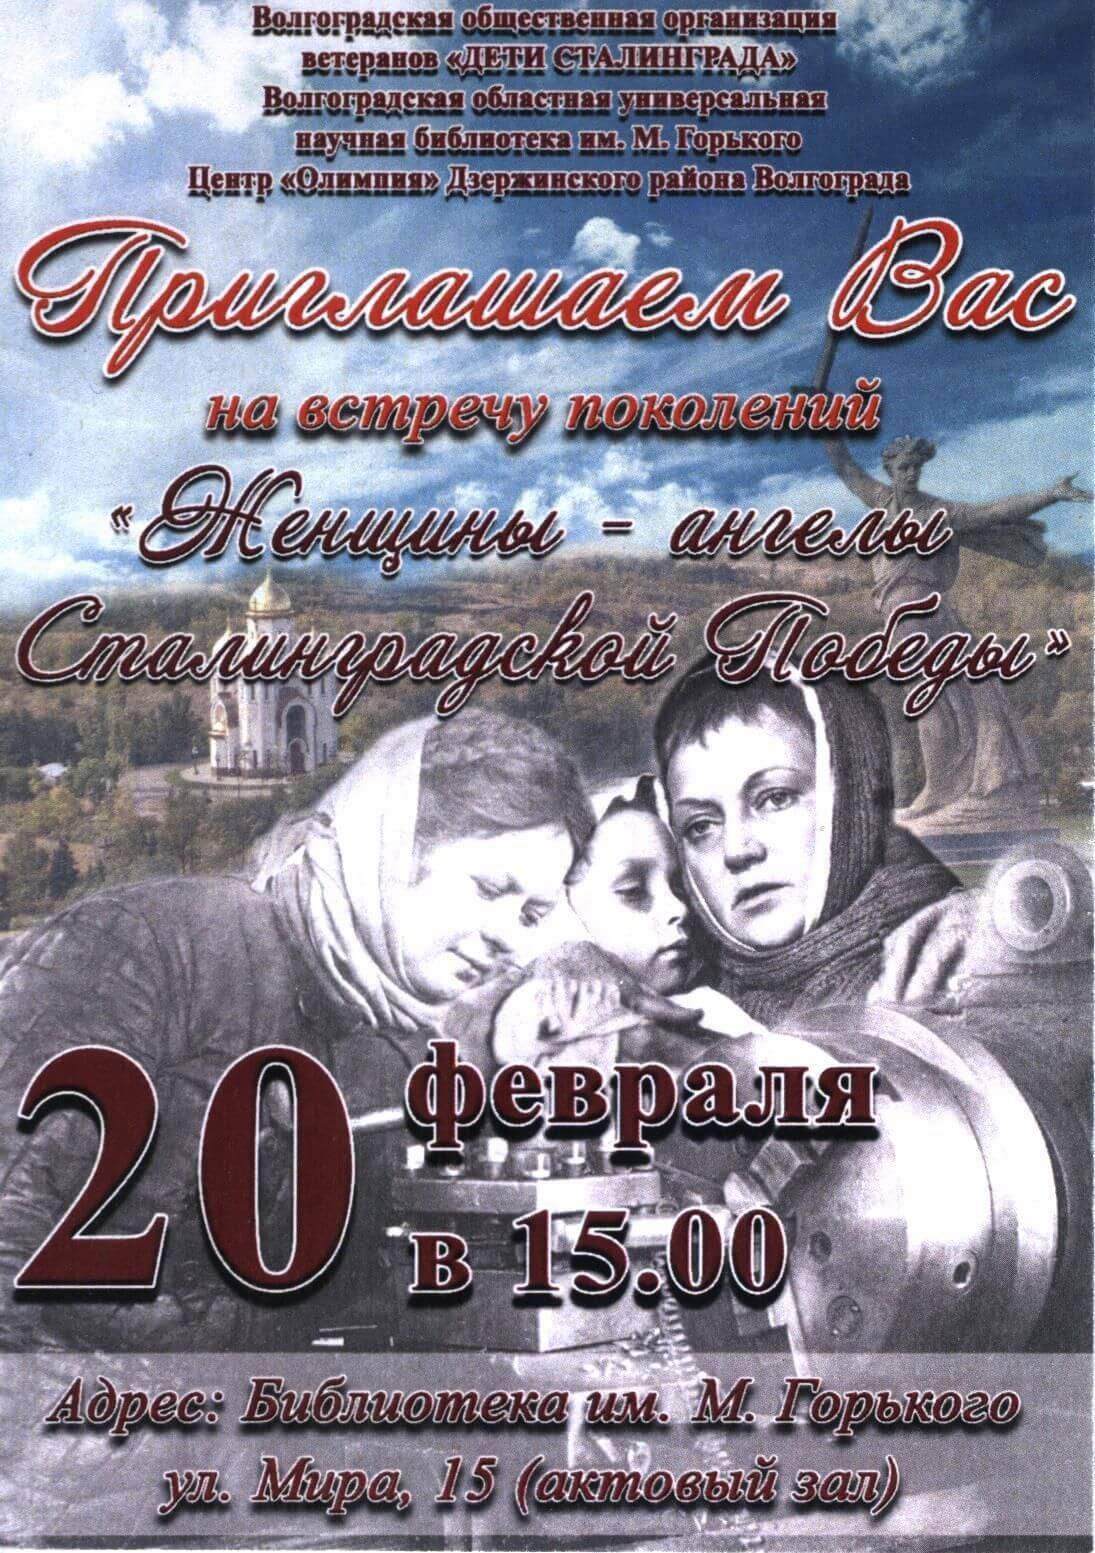 Волгоградская общественная организация
ветеранов «ДЕТИ СТАЛИНГРАДА»
Волгоградская областная универсальная
научная библиотека им. М. Горького
Центр «Олимпия» Дзержинского района Волгограда
Приглашаем Вас
на встречу поколений
«Женщины - ангелы
Сталинградской Победы»
20 февраля
в 15.00
Адрес: Библиотека им. М. Горького
ул. Мира, 15 (актовый зал)